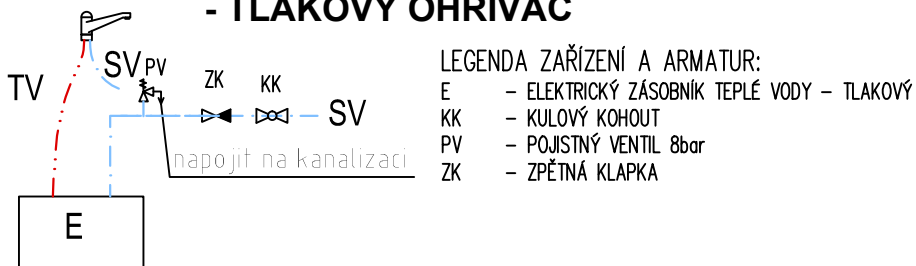 - TLAKOVÝ OHŘÍVAČ
TV
SV
PV
ZK
KK
SV
napojit na kanalizaci
E
LEGENDA ZAŘÍZENÍ A ARMATUR:
E – ELEKTRICKÝ ZÁSOBNÍK TEPLÉ VODY – TLAKOVÝ
KK – KULOVÝ KOHOUT
PV – POJISTNÝ VENTIL 8bar
ZK – ZPĚTNÁ KLAPKA